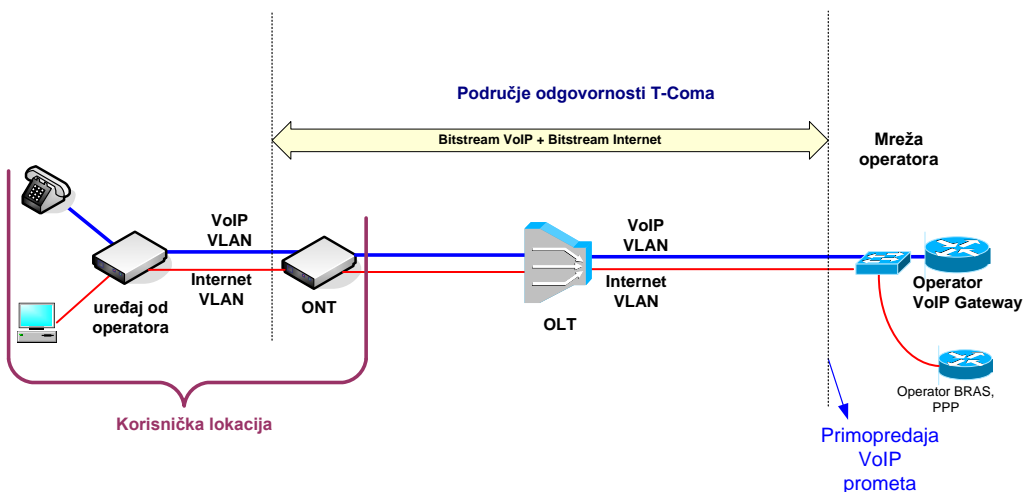 Područje odgovornosti T-Coma
Bitstream VoIP + Bitstream Internet
Mreža
operatora
VoIP
VLAN
Internet
VLAN
uređaj od
operatora
ONT
VoIP
VLAN
Internet
VLAN
OLT
Operator
VoIP Gateway
Operator BRAS,
PPP
Korisnička lokacija
Primopredaja
VoIP
prometa